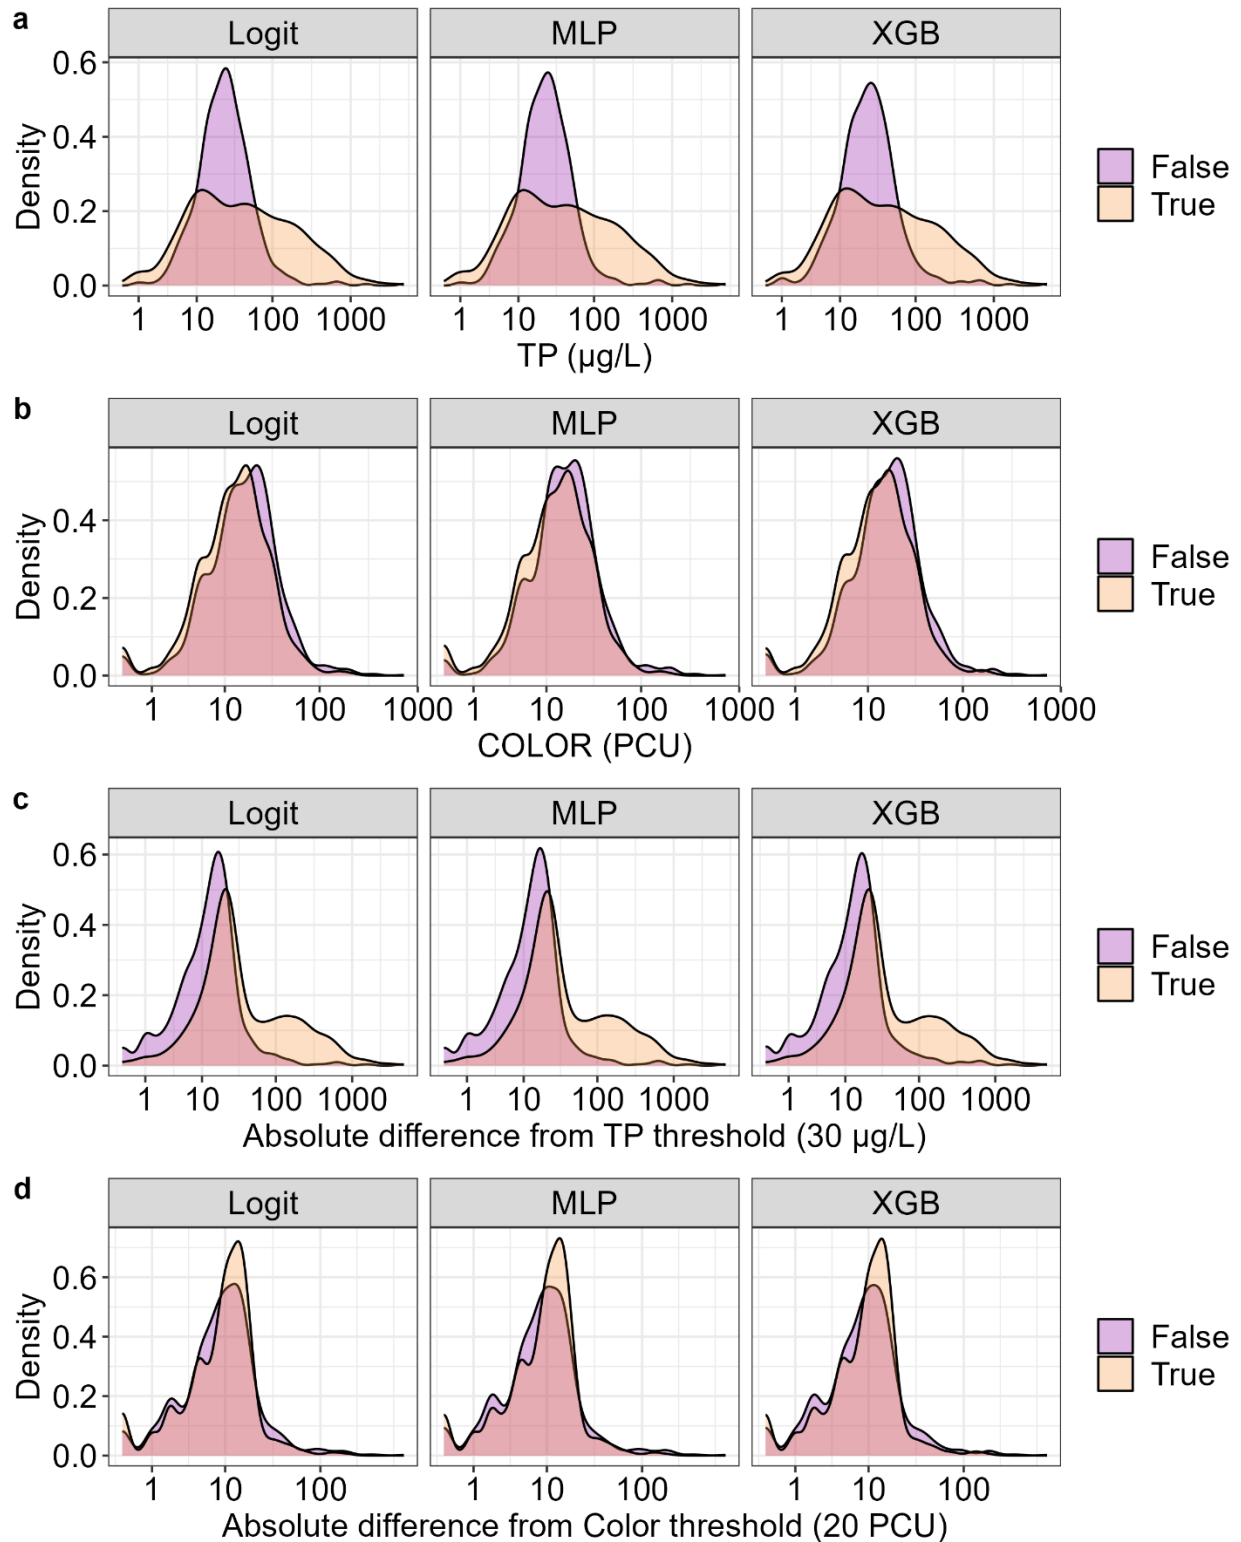 a
Logit MLP XGB
0.6
0.4
0.2
0.0
Density
1 10 100 1000 1 10 100 1000 1 10 100 1000
TP (µg/L)
False
True
b
Logit MLP XGB
0.4
0.2
0.0
Density
1 10 100 1000 1 10 100 1000 1 10 100 1000
COLOR (PCU)
False
True
c
Logit MLP XGB
0.6
0.4
0.2
0.0
Density
1 10 100 1000 1 10 100 1000 1 10 100 1000
Absolute difference from TP threshold (30 µg/L)
False
True
d
Logit MLP XGB
0.6
0.4
0.2
0.0
Density
1 10 100 1 10 100 1 10 100
Absolute difference from Color threshold (20 PCU)
False
True